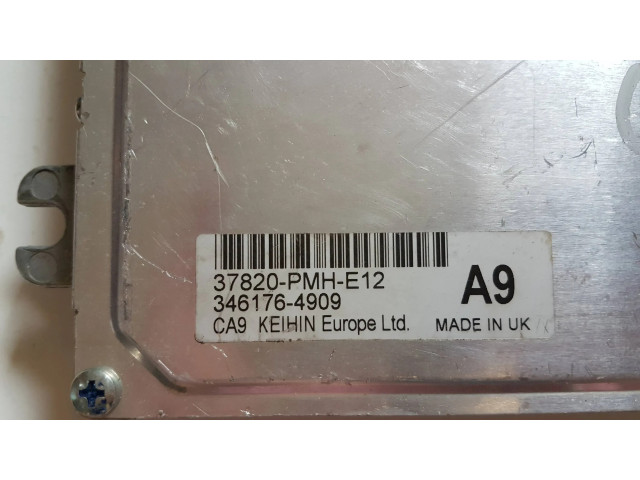 37820-PMH-E12
346176-4909
A9
CA9 KEIHIN Europe Ltd. MADE IN UK